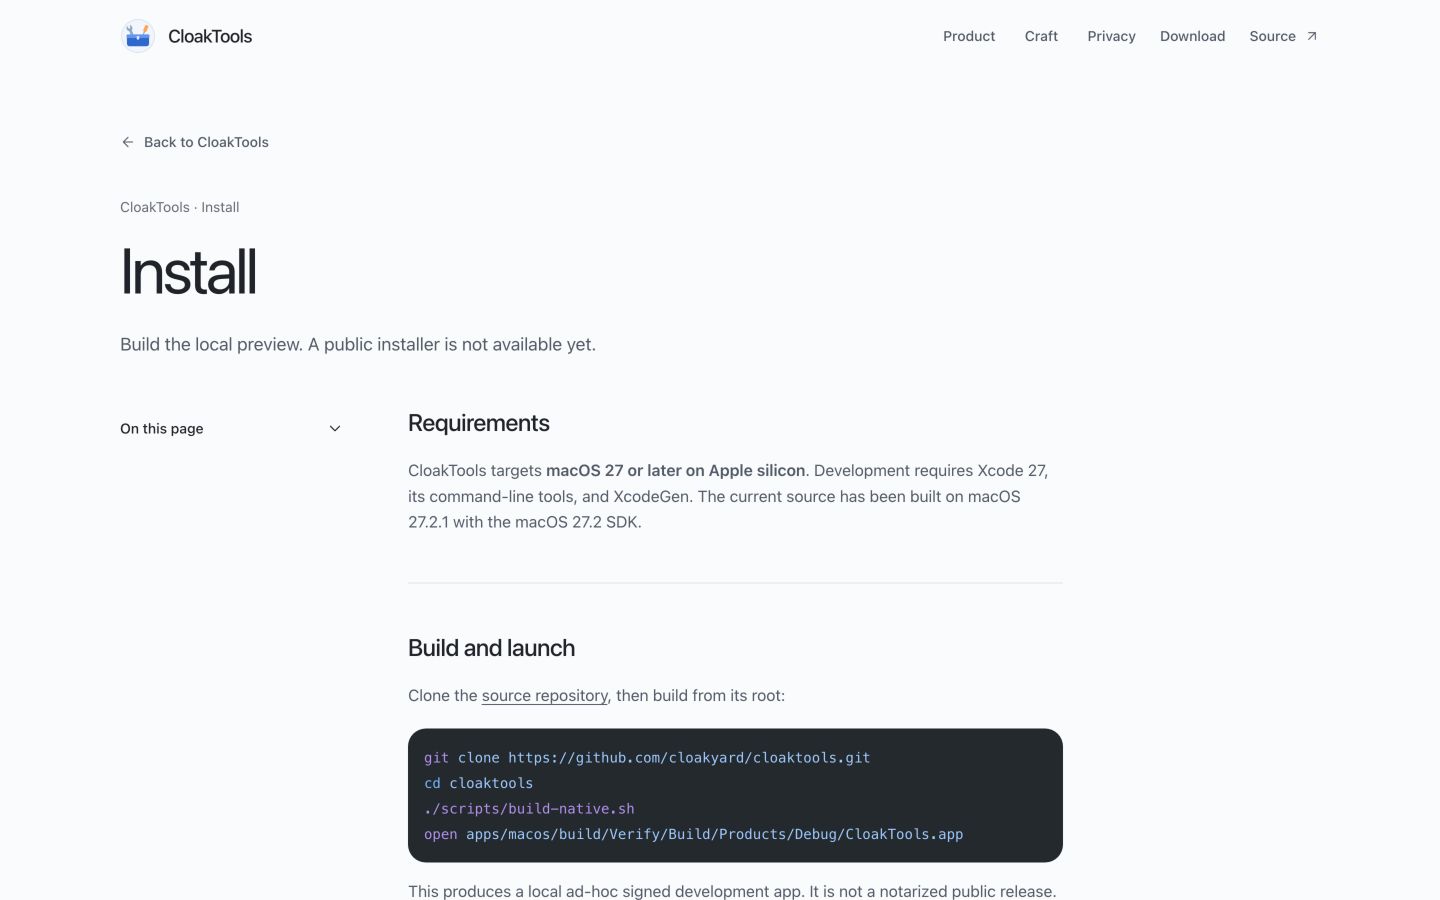 CloakTools
Product
Craft
Privacy
Download
Source
Back to CloakTools
CloakTools · Install
Install
Build the local preview. A public installer is not available yet.
On this page
Requirements
CloakTools targets macOS 27 or later on Apple silicon. Development requires Xcode 27,
its command-line tools, and XcodeGen. The current source has been built on macOS
27.2.1 with the macOS 27.2 SDK.
Build and launch
Clone the source repository, then build from its root:
git clone https://github.com/cloakyard/cloaktools.git
cd cloaktools
./scripts/build-native.sh
open apps/macos/build/Verify/Build/Products/Debug/CloakTools.app
This produces a local ad-hoc signed development app. It is not a notarized public release.